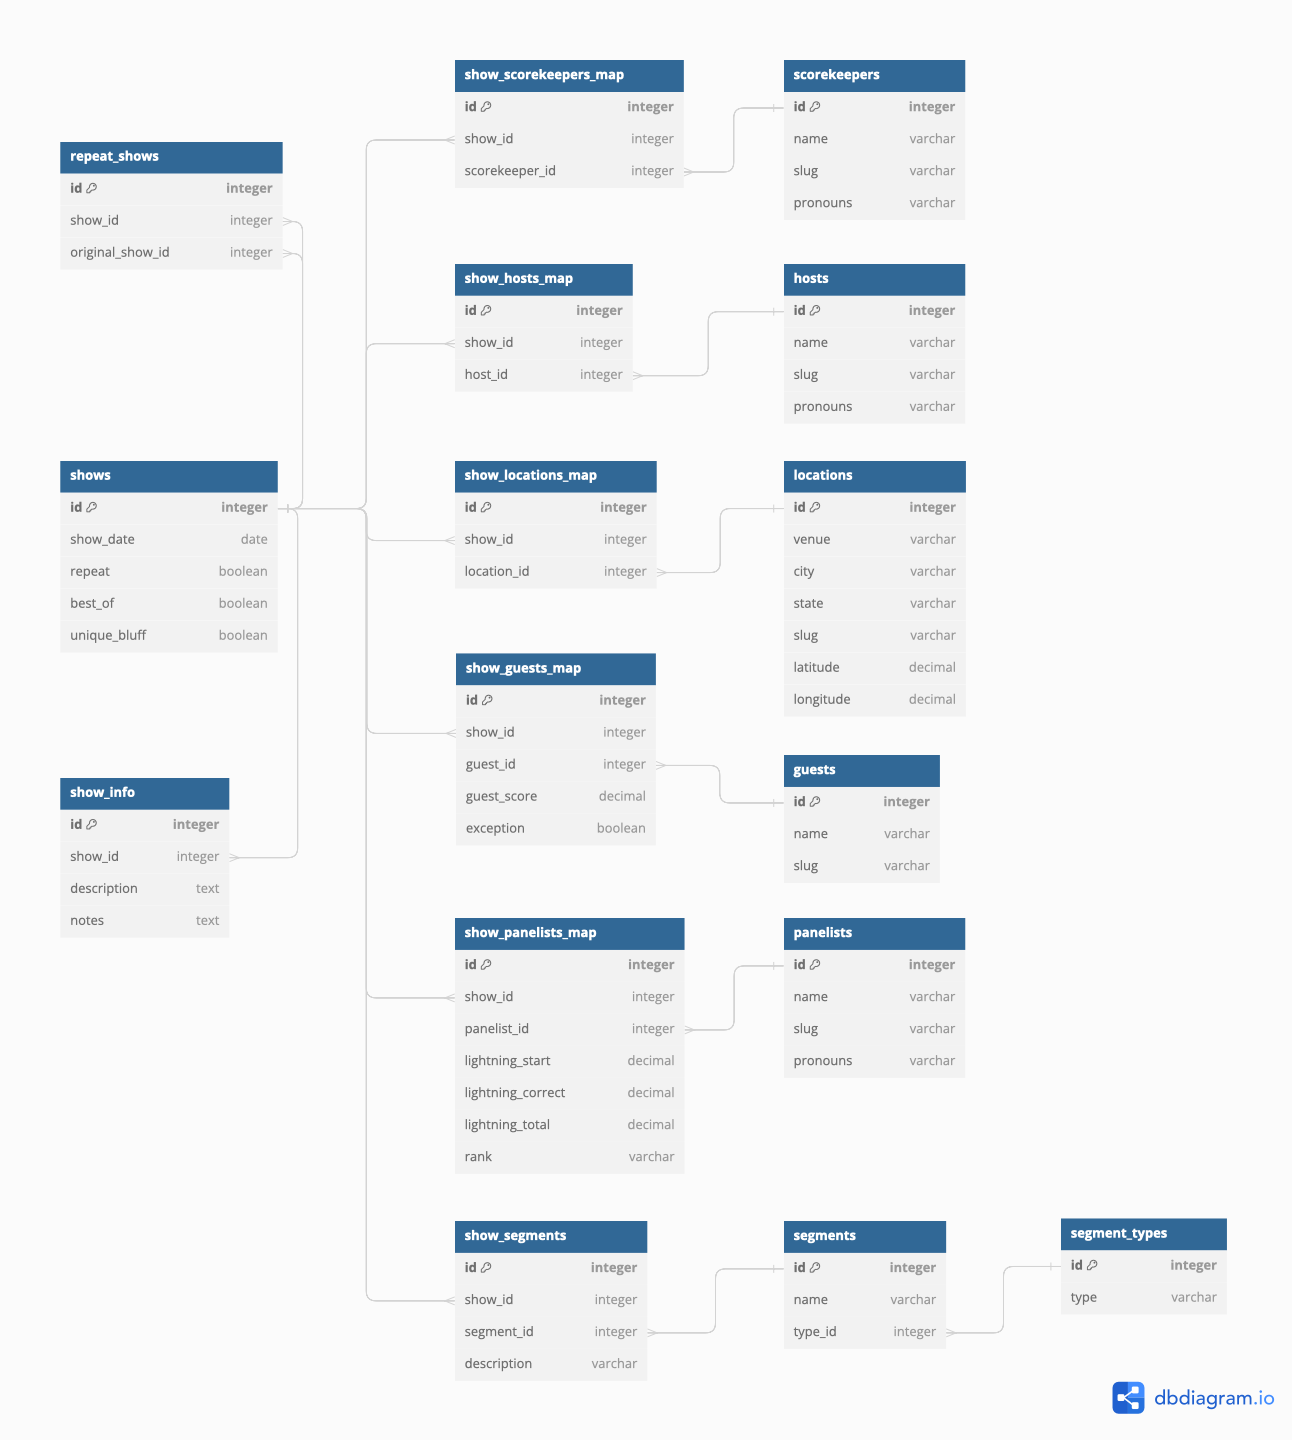 repeat_shows
id integer
show_id integer
original_show_id integer
shows
id integer
show_date date
repeat boolean
best_of boolean
unique_bluff boolean
show_info
id integer
show_id integer
description text
notes text
show_scorekeepers_map
id integer
show_id integer
scorekeeper_id integer
show_hosts_map
id integer
show_id integer
host_id integer
show_locations_map
id integer
show_id integer
location_id integer
show_guests_map
id integer
show_id integer
guest_id integer
guest_score decimal
exception boolean
show_panelists_map
id integer
show_id integer
panelist_id integer
lightning_start decimal
lightning_correct decimal
lightning_total decimal
rank varchar
show_segments
id integer
show_id integer
segment_id integer
description varchar
scorekeepers
id integer
name varchar
slug varchar
pronouns varchar
hosts
id integer
name varchar
slug varchar
pronouns varchar
locations
id integer
venue varchar
city varchar
state varchar
slug varchar
latitude decimal
longitude decimal
guests
id integer
name varchar
slug varchar
panelists
id integer
name varchar
slug varchar
pronouns varchar
segments
id integer
name varchar
type_id integer
segment_types
id integer
type varchar
dbdiagram.io